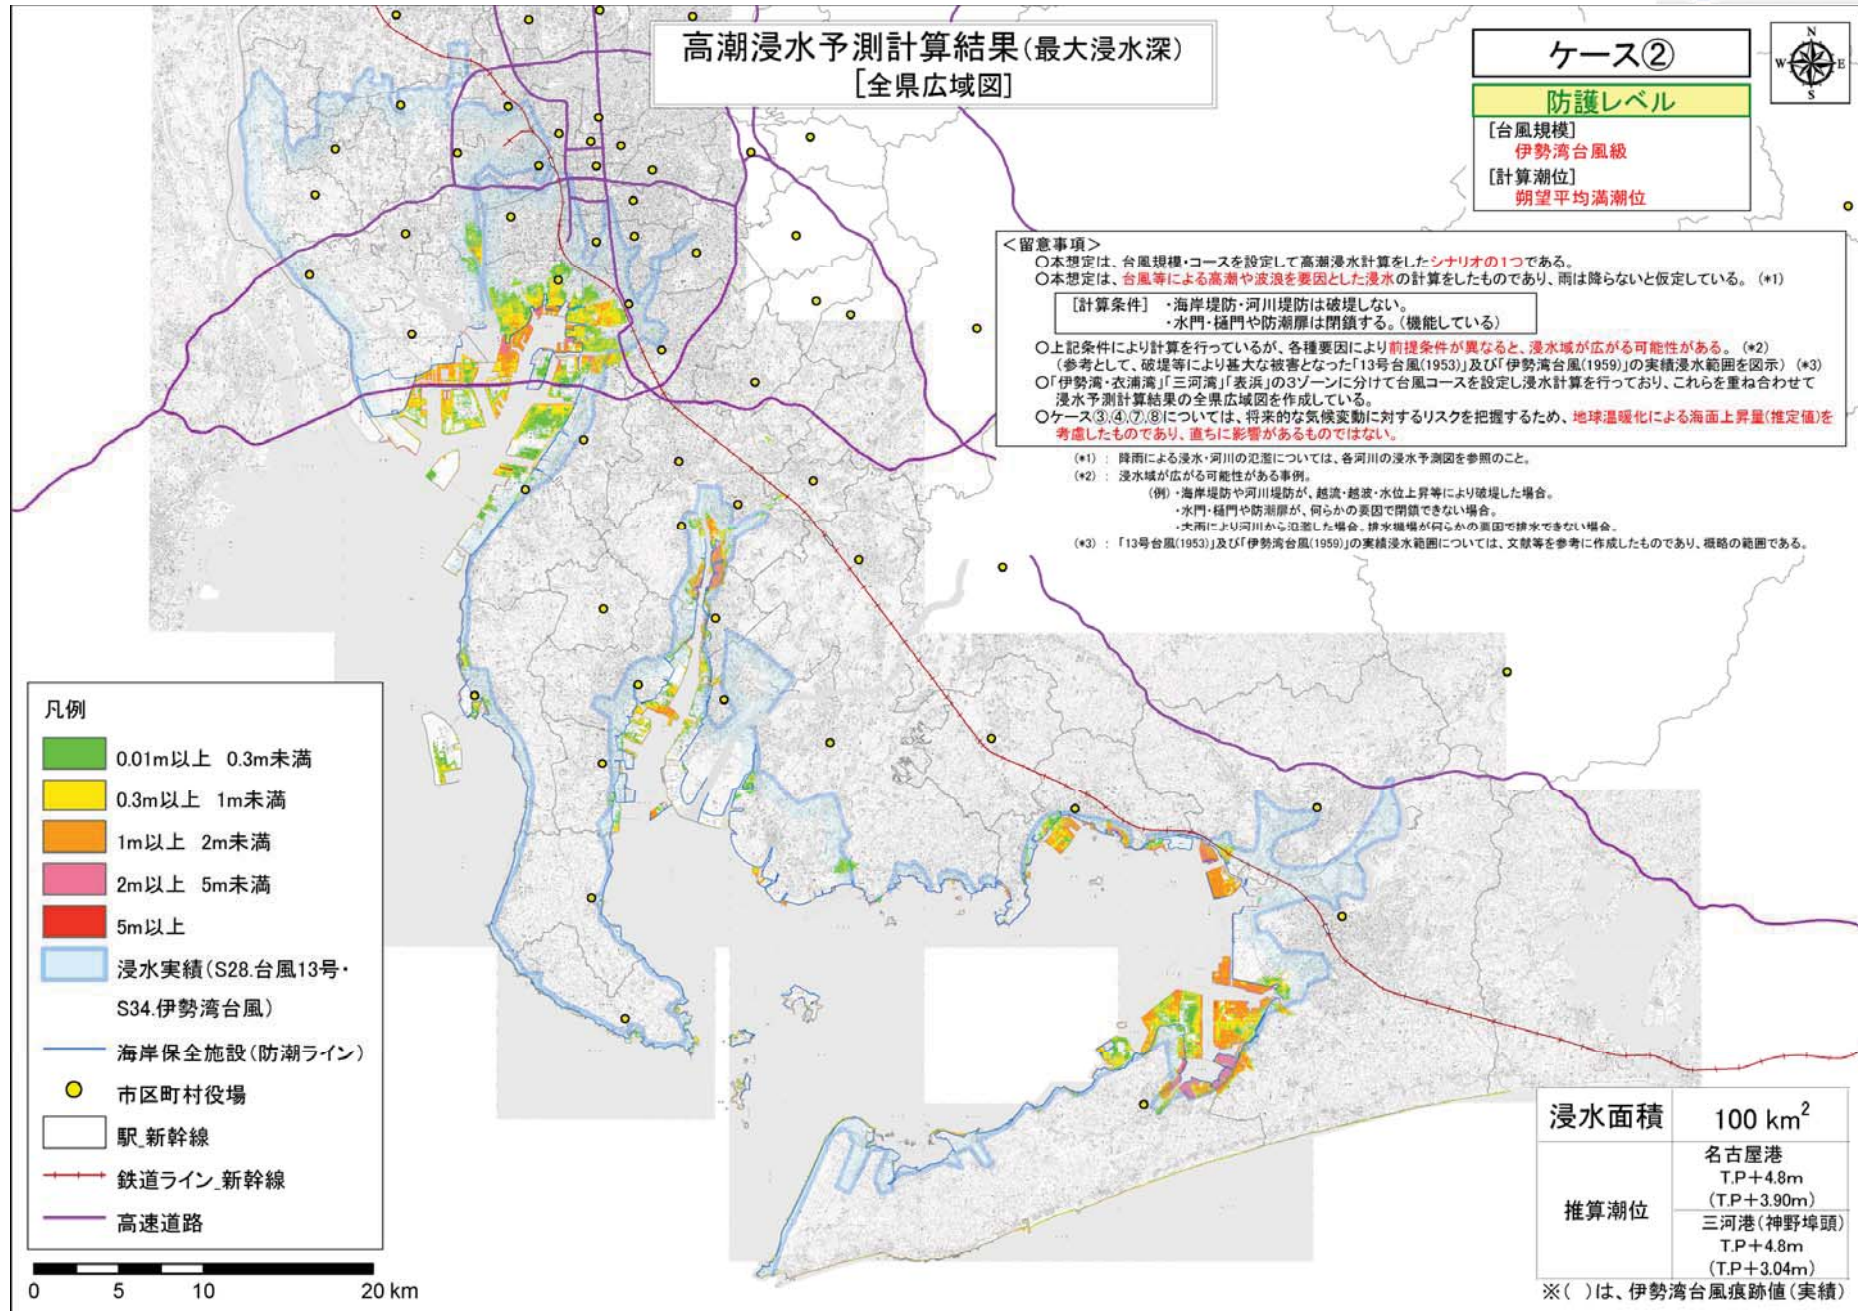 高潮浸水予測計算結果(最大浸水深)
[全県広域図]
ケース②
防護レベル
[台風規模]
伊勢湾台風級
[計算潮位]
朔望平均満潮位
N
W
E
S
＜留意事項＞
○本想定は、台風規模・コースを設定して高潮浸水計算をしたシナリオの１つである。
○本想定は、台風等による高潮や波浪を要因とした浸水の計算をしたものであり、雨は降らないと仮定している。(*1)
[計算条件] ・海岸堤防・河川堤防は破堤しない。
・水門・樋門や防潮扉は閉鎖する。(機能している)
○上記条件により計算を行っているが、各種要因により前提条件が異なると、浸水域が広がる可能性がある。(*2)
(参考として、破堤等により甚大な被害となった「13号台風(1953)」及び「伊勢湾台風(1959)」の実績浸水範囲を図示) (*3)
○「伊勢湾・衣浦湾」「三河湾」「表浜」の3ゾーンに分けて台風コースを設定し浸水計算を行っており、これらを重ね合わせて
浸水予測計算結果の全県広域図を作成している。
○ケース③,④,⑦,⑧については、将来的な気候変動に対するリスクを把握するため、地球温暖化による海面上昇量(推定値)を
考慮したものであり、直ちに影響があるものではない。
(*1) : 降雨による浸水・河川の氾濫については、各河川の浸水予測図を参照のこと。
(*2) : 浸水域が広がる可能性がある事例。
(例)・海岸堤防や河川堤防が、越流・越波・水位上昇等により破堤した場合。
・水門・樋門や防潮扉が、何らかの要因で閉鎖できない場合。
・大雨により河川から氾濫した場合、排水機場が何らかの要因で排水できない場合。
(*3) : 「13号台風(1953)」及び「伊勢湾台風(1959)」の実績浸水範囲については、文献等を参考に作成したものであり、概略の範囲である。
凡例
0.01m以上 0.3m未満
0.3m以上 1m未満
1m以上 2m未満
2m以上 5m未満
5m以上
浸水実績(S28.台風13号・
S34.伊勢湾台風)
海岸保全施設(防潮ライン)
市区町村役場
駅_新幹線
鉄道ライン_新幹線
高速道路
0 5 10 20 km
浸水面積 100 km²
推算潮位
名古屋港
T.P＋4.8m
(T.P＋3.90m)
三河港(神野埠頭)
T.P＋4.8m
(T.P＋3.04m)
※( )は、伊勢湾台風痕跡値(実績)